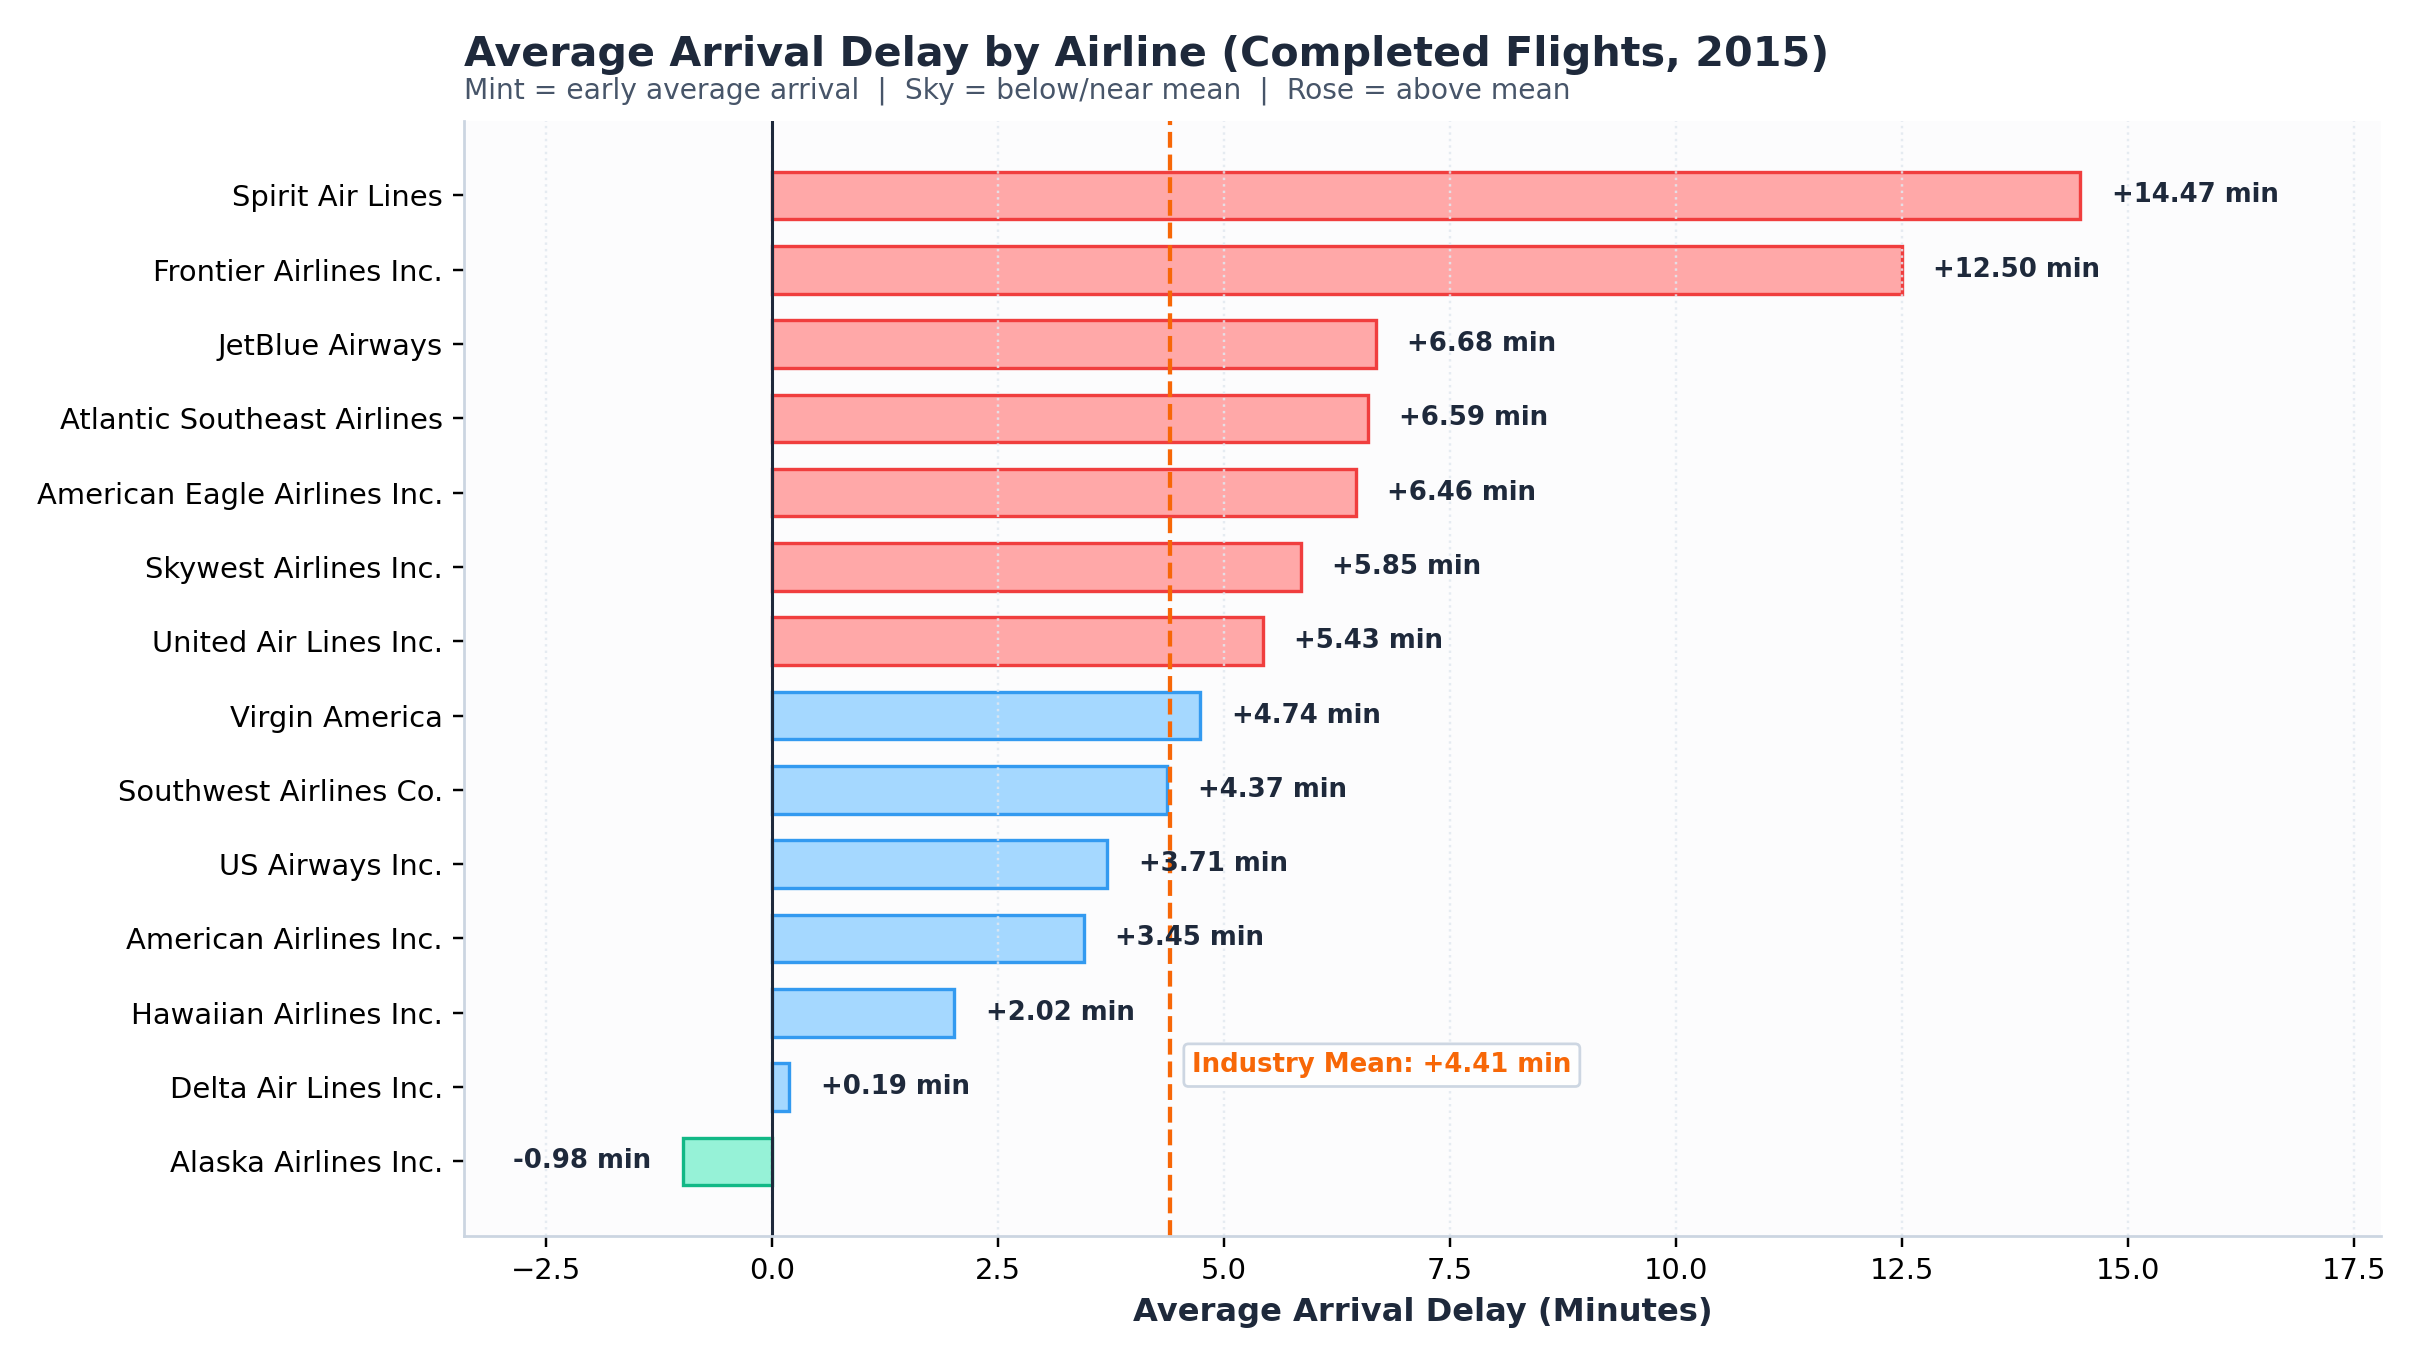 Average Arrival Delay by Airline (Completed Flights, 2015)
Mint = early average arrival | Sky = below/near mean | Rose = above mean
Spirit Air Lines +14.47 min
Frontier Airlines Inc. +12.50 min
JetBlue Airways +6.68 min
Atlantic Southeast Airlines +6.59 min
American Eagle Airlines Inc. +6.46 min
Skywest Airlines Inc. +5.85 min
United Air Lines Inc. +5.43 min
Virgin America +4.74 min
Southwest Airlines Co. +4.37 min
US Airways Inc. +3.71 min
American Airlines Inc. +3.45 min
Hawaiian Airlines Inc. +2.02 min
Industry Mean: +4.41 min
Delta Air Lines Inc. +0.19 min
Alaska Airlines Inc. -0.98 min
−2.5 0.0 2.5 5.0 7.5 10.0 12.5 15.0 17.5
Average Arrival Delay (Minutes)